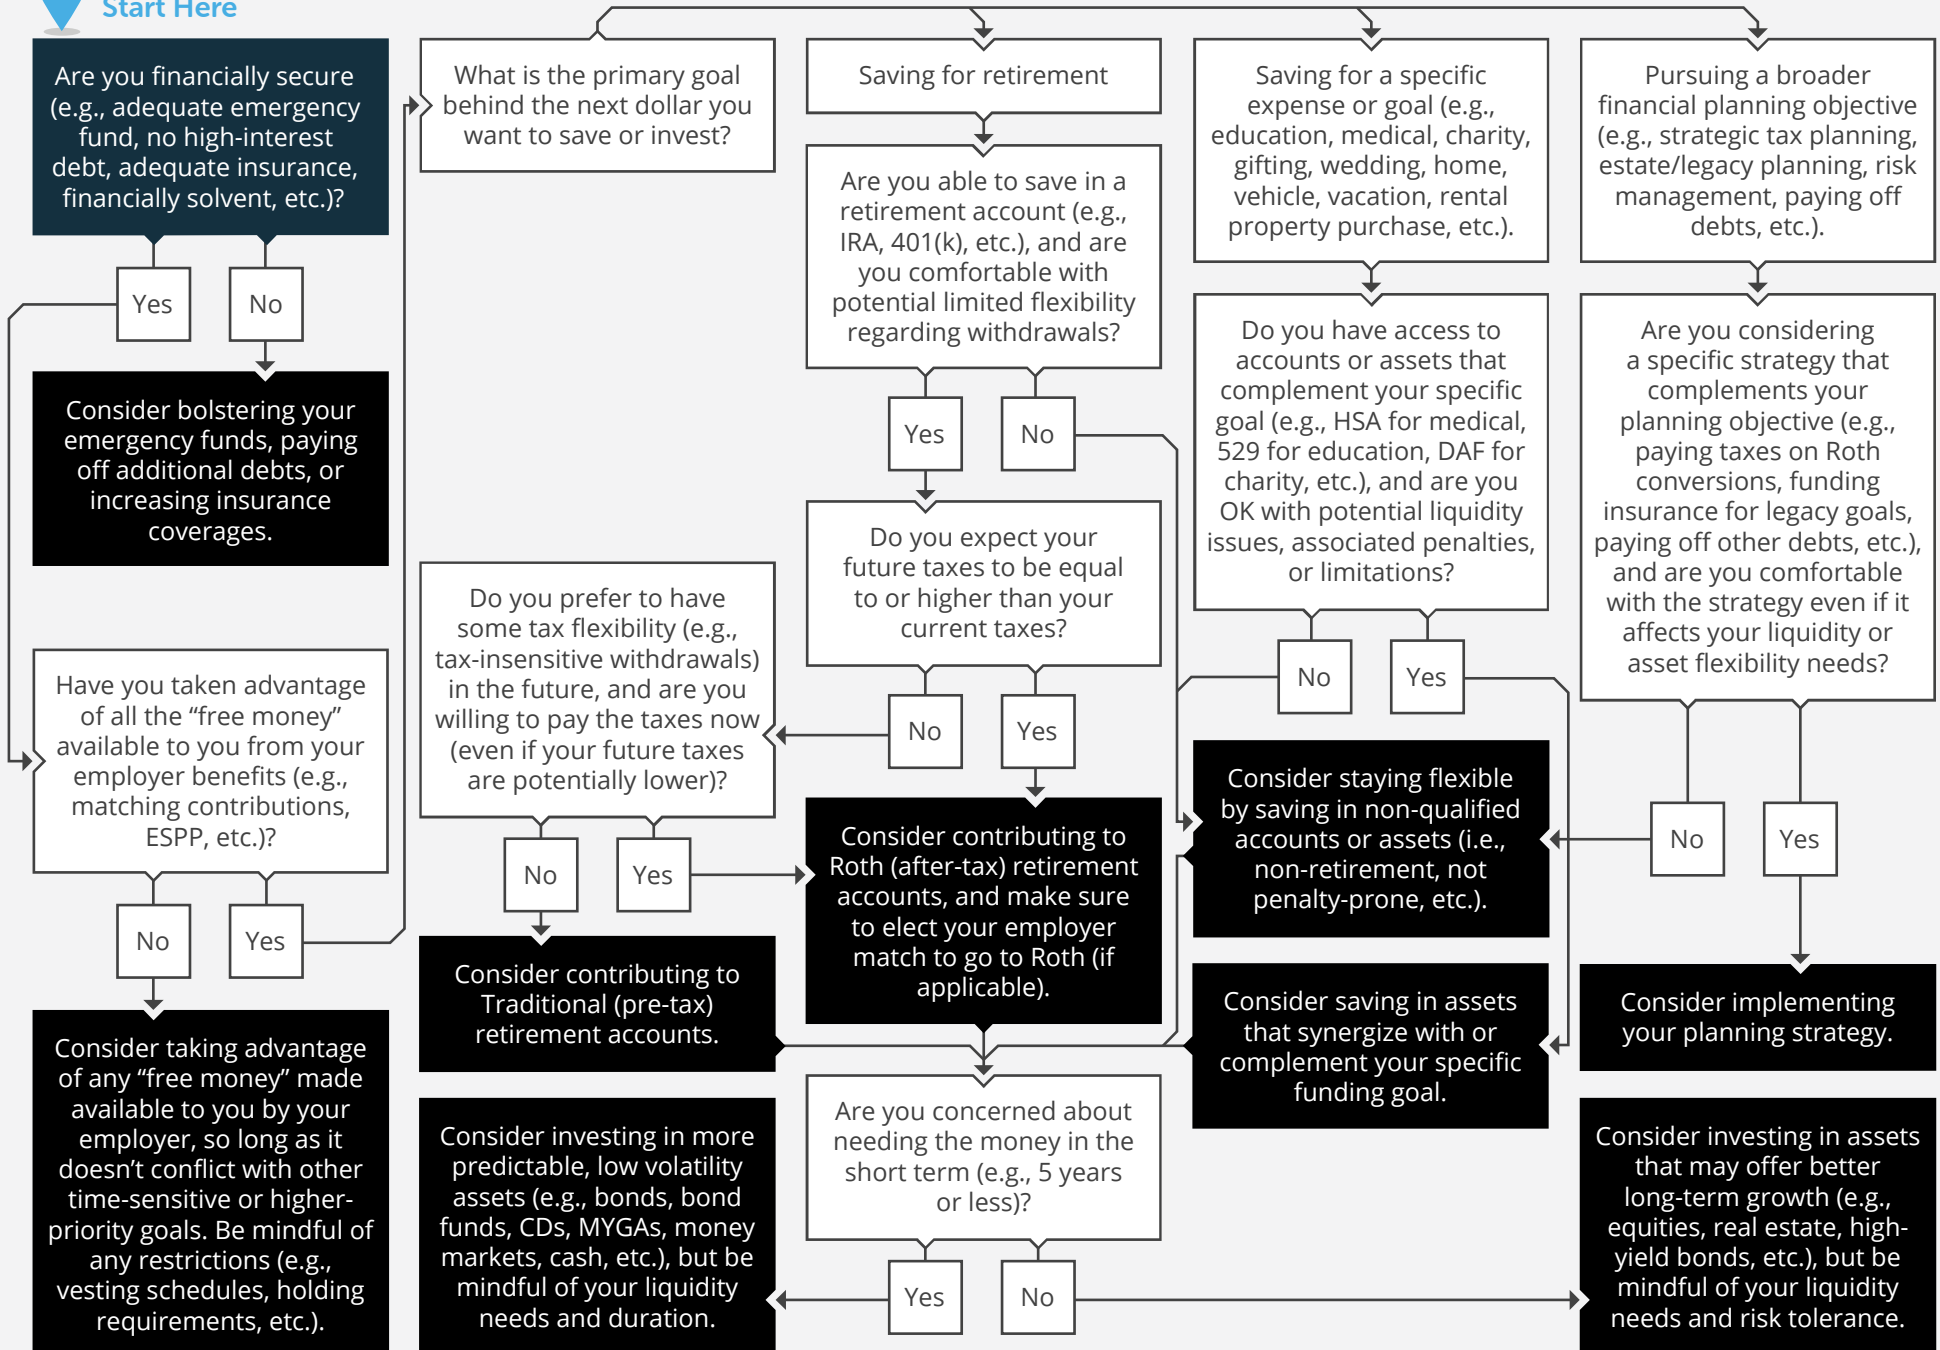 Start Here
Are you financially secure
(e.g., adequate emergency
fund, no high-interest
debt, adequate insurance,
financially solvent, etc.)?
Yes
No
Consider bolstering your
emergency funds, paying
off additional debts, or
increasing insurance
coverages.
Have you taken advantage
of all the “free money”
available to you from your
employer benefits (e.g.,
matching contributions,
ESPP, etc.)?
No
Yes
Consider taking advantage
of any “free money” made
available to you by your
employer, so long as it
doesn’t conflict with other
time-sensitive or higher-
priority goals. Be mindful of
any restrictions (e.g.,
vesting schedules, holding
requirements, etc.).
What is the primary goal
behind the next dollar you
want to save or invest?
Saving for retirement
Are you able to save in a
retirement account (e.g.,
IRA, 401(k), etc.), and are
you comfortable with
potential limited flexibility
regarding withdrawals?
Yes
No
Do you expect your
future taxes to be equal
to or higher than your
current taxes?
No
Yes
Do you prefer to have
some tax flexibility (e.g.,
tax-insensitive withdrawals)
in the future, and are you
willing to pay the taxes now
(even if your future taxes
are potentially lower)?
No
Yes
Consider contributing to
Traditional (pre-tax)
retirement accounts.
Consider contributing to
Roth (after-tax) retirement
accounts, and make sure
to elect your employer
match to go to Roth (if
applicable).
Saving for a specific
expense or goal (e.g.,
education, medical, charity,
gifting, wedding, home,
vehicle, vacation, rental
property purchase, etc.).
Do you have access to
accounts or assets that
complement your specific
goal (e.g., HSA for medical,
529 for education, DAF for
charity, etc.), and are you
OK with potential liquidity
issues, associated penalties,
or limitations?
No
Yes
Consider staying flexible
by saving in non-qualified
accounts or assets (i.e.,
non-retirement, not
penalty-prone, etc.).
Consider saving in assets
that synergize with or
complement your specific
funding goal.
Pursuing a broader
financial planning objective
(e.g., strategic tax planning,
estate/legacy planning, risk
management, paying off
debts, etc.).
Are you considering
a specific strategy that
complements your
planning objective (e.g.,
paying taxes on Roth
conversions, funding
insurance for legacy goals,
paying off other debts, etc.),
and are you comfortable
with the strategy even if it
affects your liquidity or
asset flexibility needs?
No
Yes
Consider implementing
your planning strategy.
Are you concerned about
needing the money in the
short term (e.g., 5 years
or less)?
Yes
No
Consider investing in more
predictable, low volatility
assets (e.g., bonds, bond
funds, CDs, MYGAs, money
markets, cash, etc.), but be
mindful of your liquidity
needs and duration.
Consider investing in assets
that may offer better
long-term growth (e.g.,
equities, real estate, high-
yield bonds, etc.), but be
mindful of your liquidity
needs and risk tolerance.